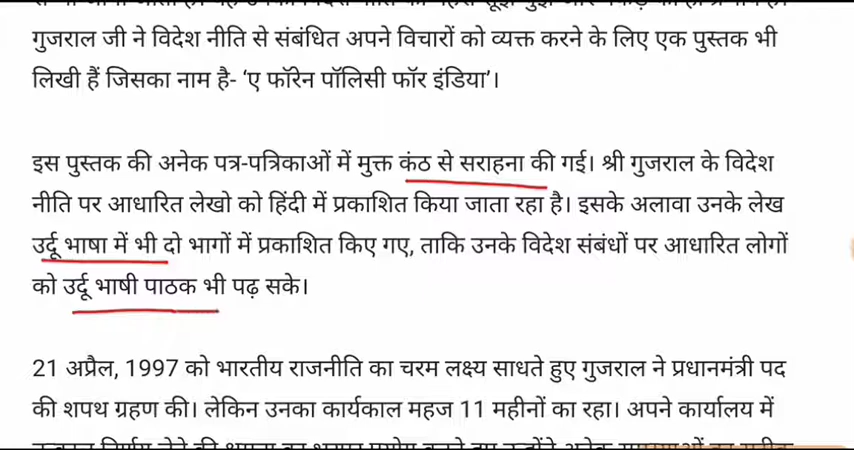 गुजराल जी ने विदेश नीति से संबंधित अपने विचारों को व्यक्त करने के लिए एक पुस्तक भी
लिखी हैं जिसका नाम है- ‘ए फॉरेन पॉलिसी फॉर इंडिया’।
इस पुस्तक की अनेक पत्र-पत्रिकाओं में मुक्त कंठ से सराहना की गई। श्री गुजराल के विदेश
नीति पर आधारित लेखो को हिंदी में प्रकाशित किया जाता रहा है। इसके अलावा उनके लेख
उर्दू भाषा में भी दो भागों में प्रकाशित किए गए, ताकि उनके विदेश संबंधों पर आधारित लोगों
को उर्दू भाषी पाठक भी पढ़ सके।
21 अप्रैल, 1997 को भारतीय राजनीति का चरम लक्ष्य साधते हुए गुजराल ने प्रधानमंत्री पद
की शपथ ग्रहण की। लेकिन उनका कार्यकाल महज 11 महीनों का रहा। अपने कार्यालय में